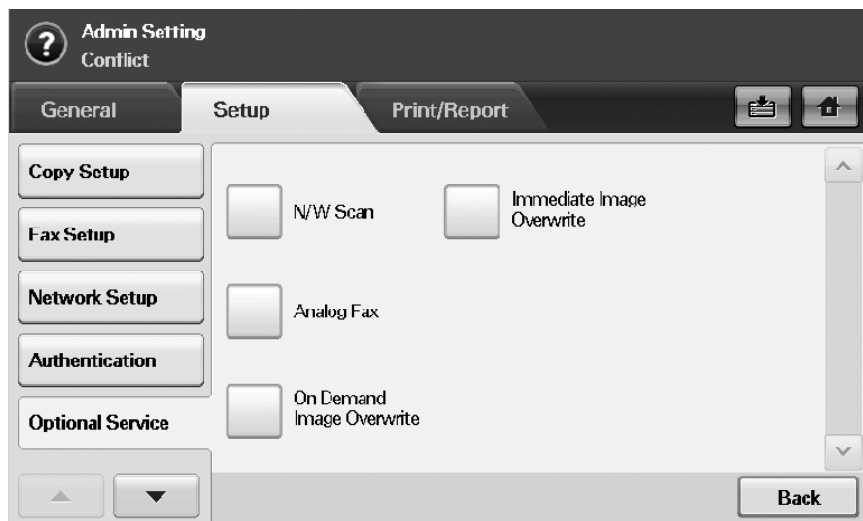 Admin Setting
Conflict
General
Setup
Print/Report
Copy Setup
Fax Setup
Network Setup
Authentication
Optional Service
N/W Scan
Immediate Image
Overwrite
Analog Fax
On Demand
Image Overwrite
Back